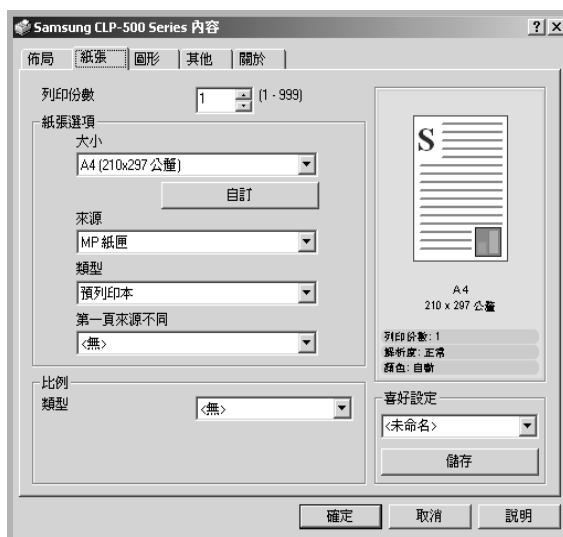 Samsung CLP-500 Series 內容
佈局 紙張 圖形 其他 關於
列印份數 1 (1 - 999)
紙張選項
大小
A4 (210x297 公釐)
自訂
來源
MP 紙匣
類型
預列印本
第一頁來源不同
<無>
比例
類型 <無>
S
A4
210 x 297 公釐
列印份數: 1
解析度: 正常
顏色: 自動
喜好設定
<未命名>
儲存
確定 取消 說明